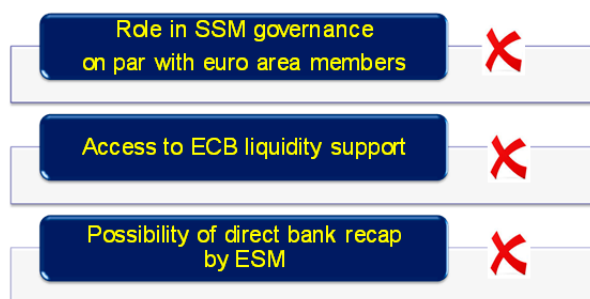 Role in SSM governance
on par with euro area members
Access to ECB liquidity support
Possibility of direct bank recap
by ESM